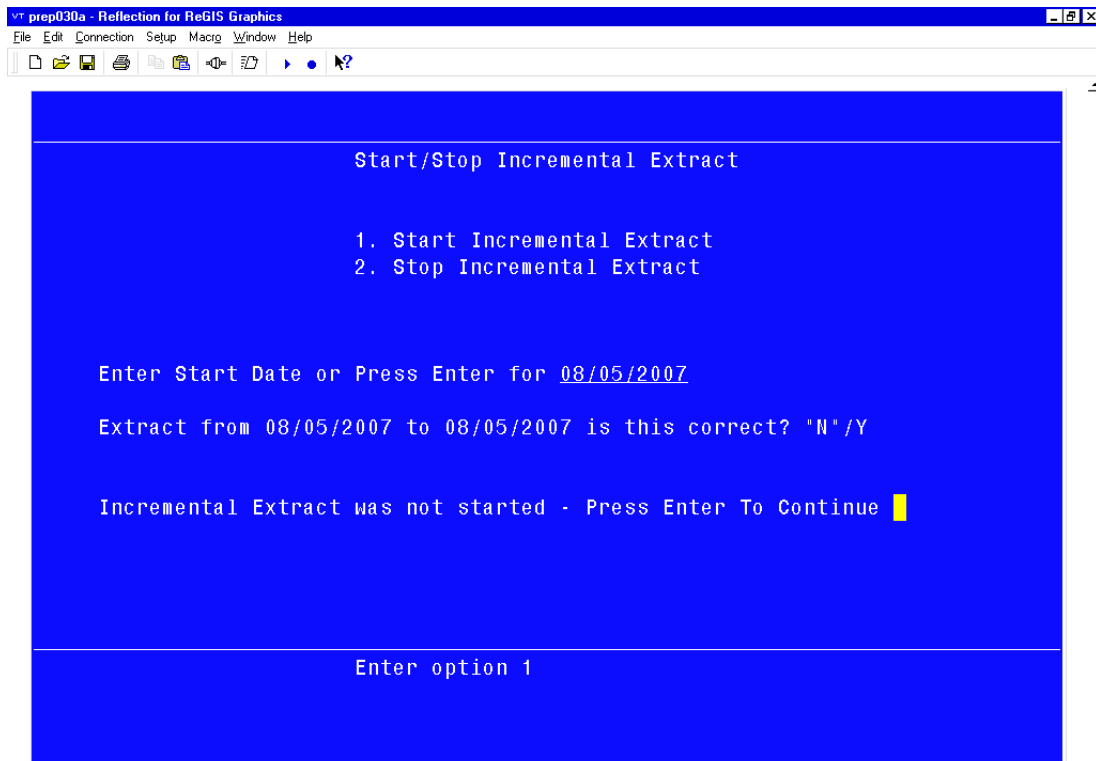 VT prep030a - Reflection for ReGIS Graphics
File Edit Connection Setup Macro Window Help
Start/Stop Incremental Extract
1. Start Incremental Extract
2. Stop Incremental Extract
Enter Start Date or Press Enter for 08/05/2007
Extract from 08/05/2007 to 08/05/2007 is this correct? "N"/Y
Incremental Extract was not started - Press Enter To Continue
Enter option 1